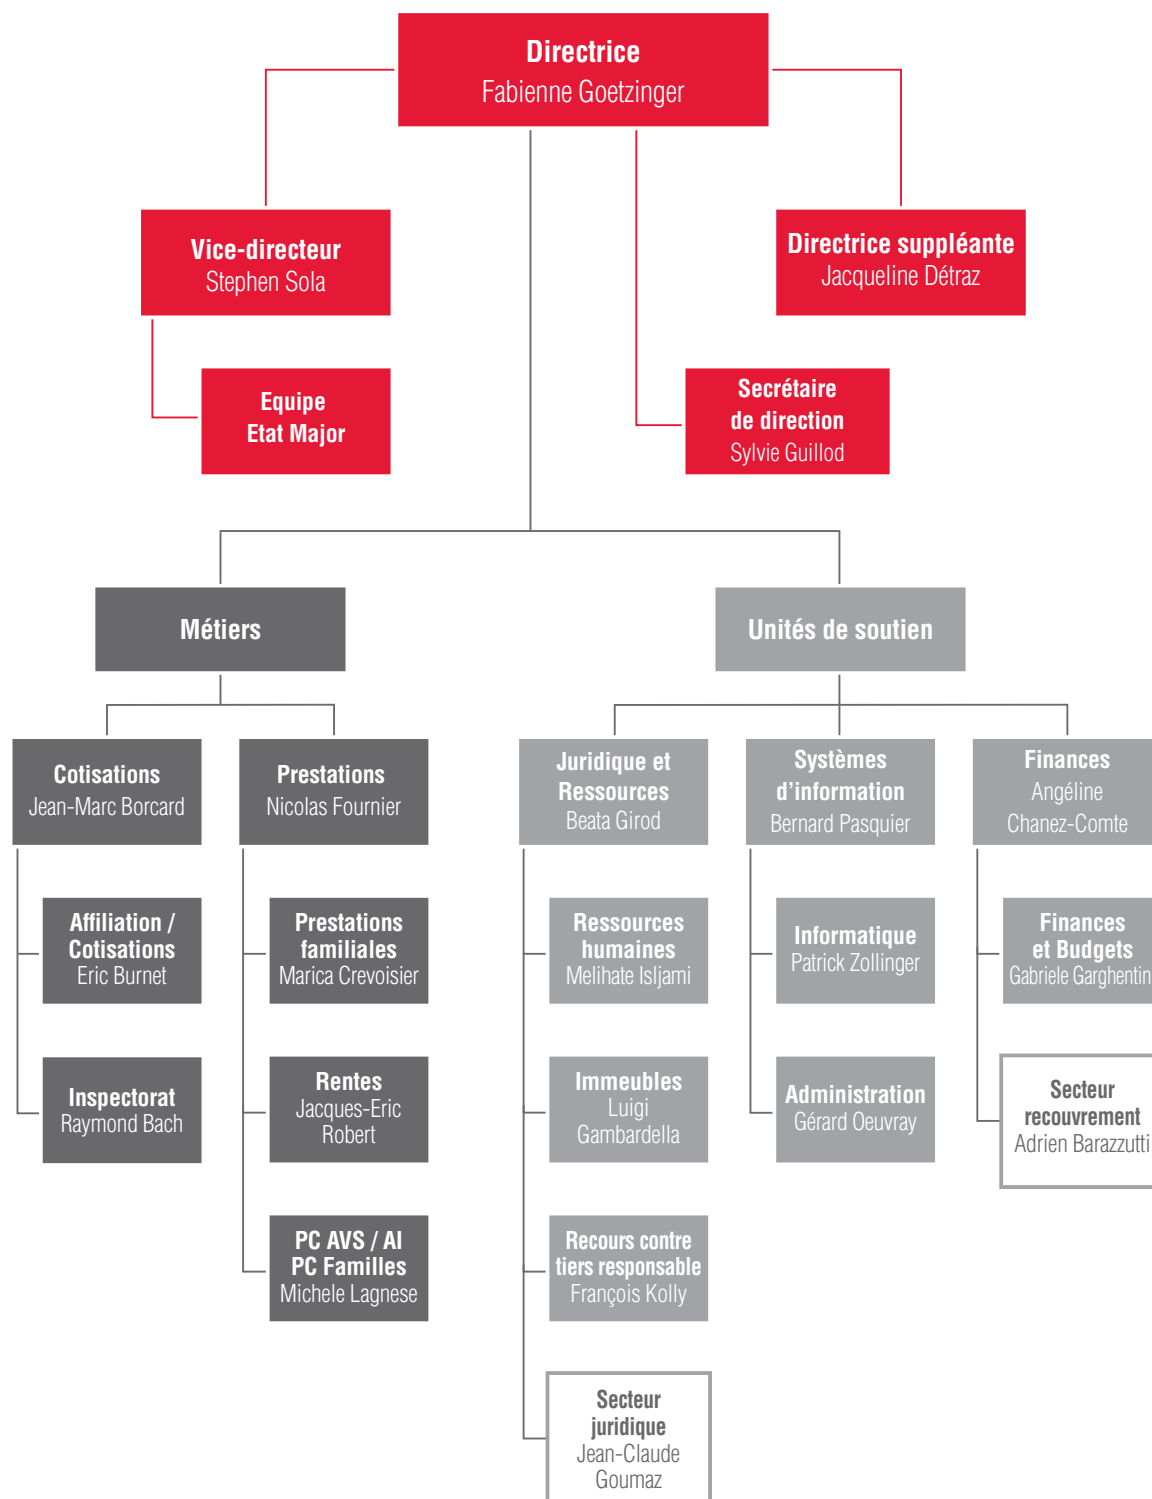 Directrice
Fabienne Goetzinger
Vice-directeur
Stephen Sola
Directrice suppléante
Jacqueline Détraz
Equipe
Etat Major
Secrétaire
de direction
Sylvie Guillod
Métiers
Unités de soutien
Cotisations
Jean-Marc Borcard
Prestations
Nicolas Fournier
Juridique et
Ressources
Beata Girod
Systèmes
d’information
Bernard Pasquier
Finances
Angéline
Chanez-Comte
Affiliation /
Cotisations
Eric Burnet
Prestations
familiales
Marica Crevoisier
Ressources
humaines
Melihate Isljami
Informatique
Patrick Zollinger
Finances
et Budgets
Gabriele Garghentin
Inspectorat
Raymond Bach
Rentes
Jacques-Eric
Robert
Immeubles
Luigi
Gambardella
Administration
Gérard Oeuvray
Secteur
recouvrement
Adrien Barazzutti
PC AVS / AI
PC Familles
Michele Lagnese
Recours contre
tiers responsable
François Kolly
Secteur
juridique
Jean-Claude
Goumaz